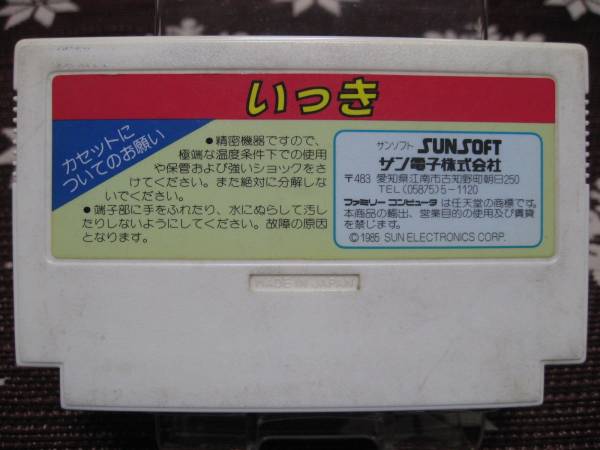 いっき
カセットに
ついてのお願い
●精密機器ですので、
極端な温度条件下での使用
や保管および強いショックをさ
けてください。また絶対に分解しな
いでください。
●端子部に手をふれたり、水にぬらして汚し
たりしないようにしてください。故障の原因
となります。
サンソフト SUNSOFT
サン電子株式会社
〒483 愛知県江南市古知野町朝日250
TEL(05875)5-1120
ファミリー コンピュータ は任天堂の商標です。
本商品の輸出、営業目的の使用及び賃貸
を禁じます。
©1985 SUN ELECTRONICS CORP.
MADE IN JAPAN